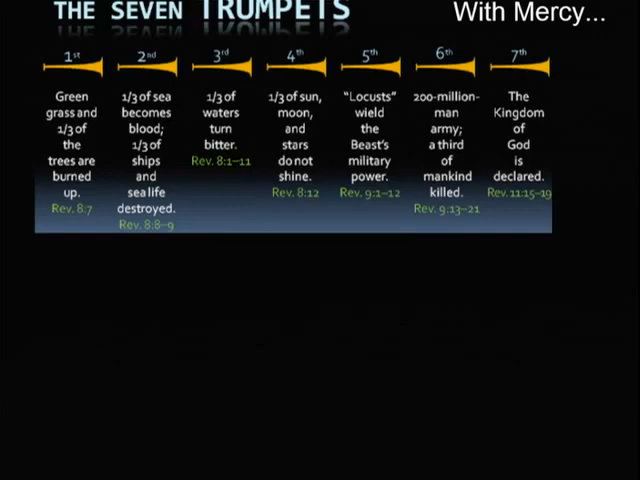 THE SEVEN TRUMPETS
With Mercy...
1st
Green
grass and
1/3 of
the
trees are
burned
up.
Rev. 8:7
2nd
1/3 of sea
becomes
blood;
1/3 of
ships
and
sea life
destroyed.
Rev. 8:8–9
3rd
1/3 of
waters
turn
bitter.
Rev. 8:1–11
4th
1/3 of sun,
moon,
and
stars
do not
shine.
Rev. 8:12
5th
“Locusts”
wield
the
Beast’s
military
power.
Rev. 9:1–12
6th
200-million-
man
army;
a third
of
mankind
killed.
Rev. 9:13–21
7th
The
Kingdom
of
God
is
declared.
Rev. 11:15–19